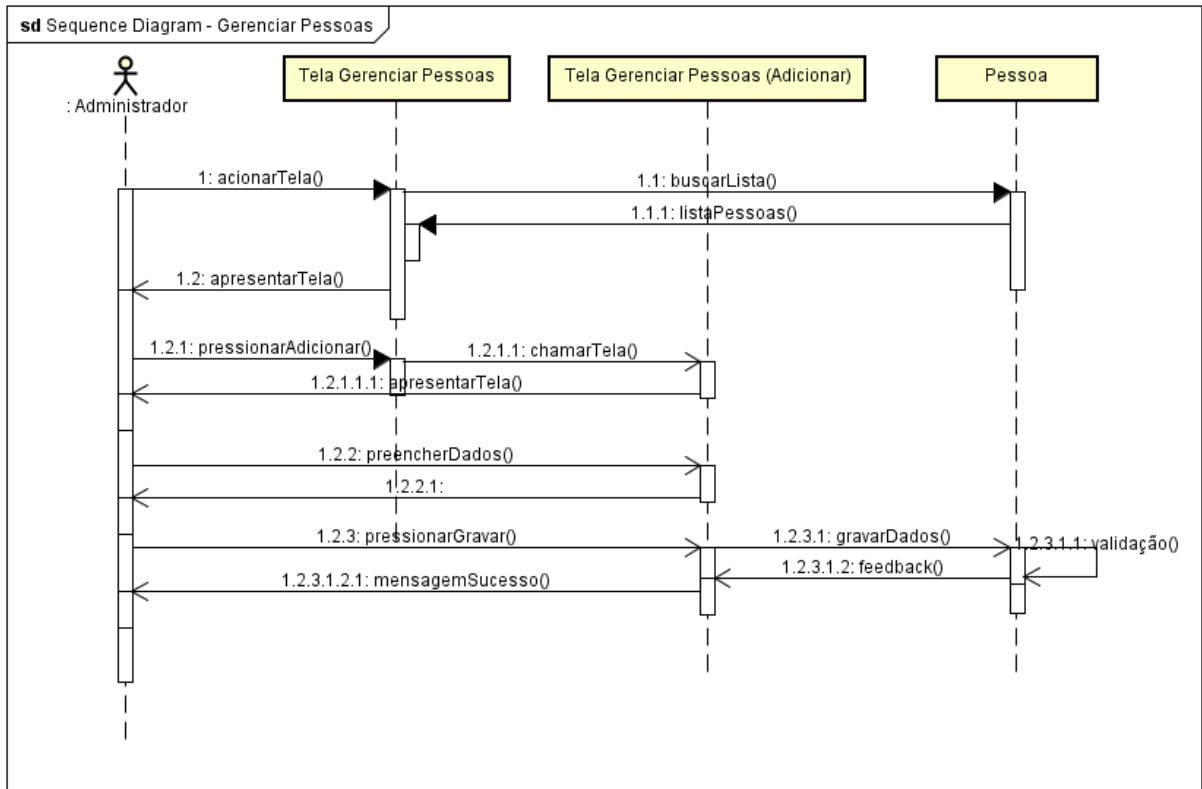 sd Sequence Diagram - Gerenciar Pessoas
: Administrador
Tela Gerenciar Pessoas
Tela Gerenciar Pessoas (Adicionar)
Pessoa
1: acionarTela()
1.1: buscarLista()
1.1.1: listaPessoas()
1.2: apresentarTela()
1.2.1: pressionarAdicionar()
1.2.1.1: chamarTela()
1.2.1.1.1: apresentarTela()
1.2.2: preencherDados()
1.2.2.1:
1.2.3: pressionarGravar()
1.2.3.1: gravarDados()
1.2.3.1.1: validação()
1.2.3.1.2: feedback()
1.2.3.1.2.1: mensagemSucesso()